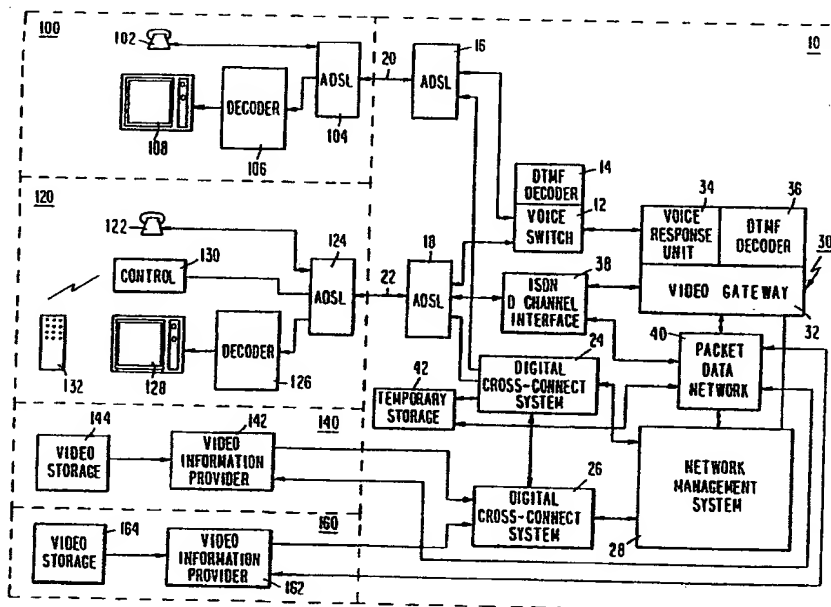 100
102
108
DECODER
106
ADSL
104
20
16
ADSL
10
120
122
CONTROL
130
132
128
DECODER
126
124
ADSL
22
18
ADSL
14
DTMF
DECODER
VOICE
SWITCH
12
34
VOICE
RESPONSE
UNIT
36
DTMF
DECODER
30
VIDEO GATEWAY
32
38
ISDN
D CHANNEL
INTERFACE
40
PACKET
DATA
NETWORK
24
DIGITAL
CROSS-CONNECT
SYSTEM
42
TEMPORARY
STORAGE
140
144
VIDEO
STORAGE
142
VIDEO
INFORMATION
PROVIDER
26
DIGITAL
CROSS-CONNECT
SYSTEM
NETWORK
MANAGEMENT
SYSTEM
28
160
164
VIDEO
STORAGE
VIDEO
INFORMATION
PROVIDER
162